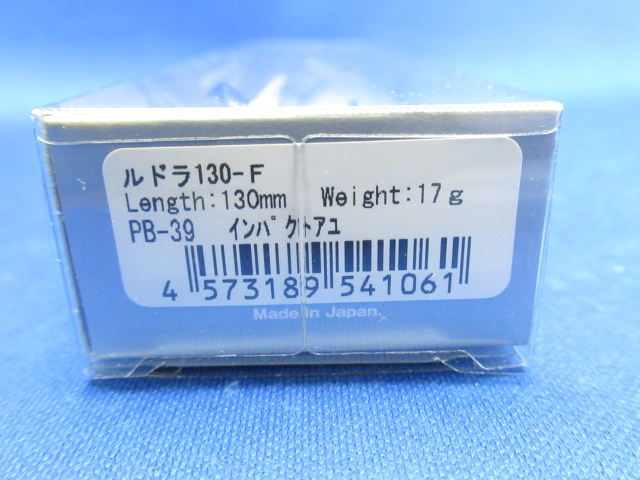 ルドラ130-F
Length:130mm Weight:17g
PB-39 インパクトアユ
4 573189 541061
Made in Japan.